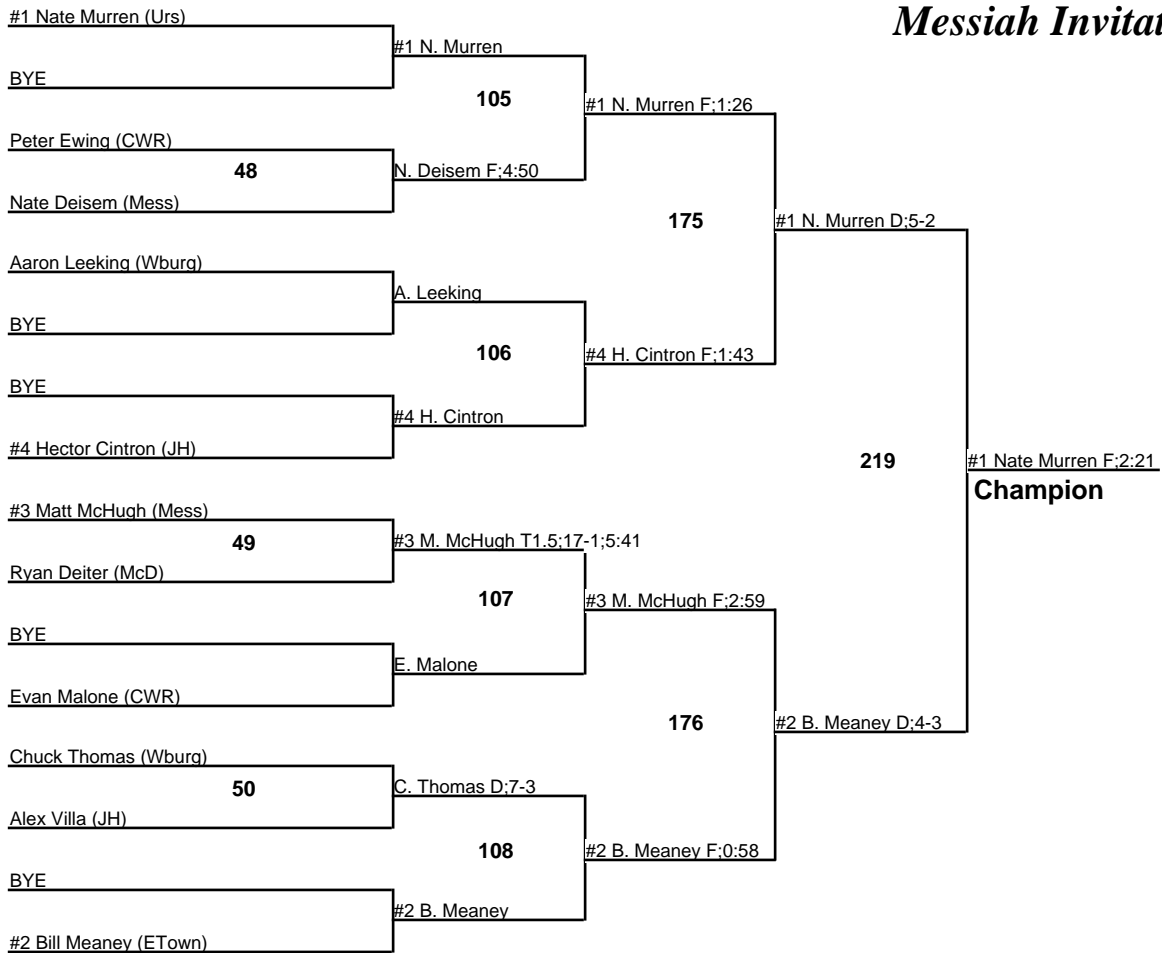 Messiah Invitat
#1 Nate Murren (Urs)
BYE
Peter Ewing (CWR)
48
Nate Deisem (Mess)
Aaron Leeking (Wburg)
BYE
BYE
#4 Hector Cintron (JH)
#3 Matt McHugh (Mess)
49
Ryan Deiter (McD)
BYE
Evan Malone (CWR)
Chuck Thomas (Wburg)
50
Alex Villa (JH)
BYE
#2 Bill Meaney (ETown)
#1 N. Murren
105
N. Deisem F;4:50
A. Leeking
106
#4 H. Cintron
#3 M. McHugh T1.5;17-1;5:41
107
E. Malone
C. Thomas D;7-3
108
#2 B. Meaney
#1 N. Murren F;1:26
175
#4 H. Cintron F;1:43
#3 M. McHugh F;2:59
176
#2 B. Meaney F;0:58
#1 N. Murren D;5-2
219
#2 B. Meaney D;4-3
#1 Nate Murren F;2:21
Champion